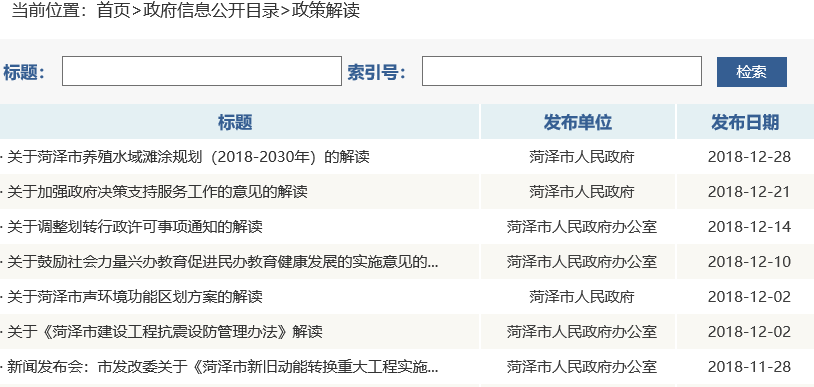 当前位置：首页>政府信息公开目录>政策解读
标题： 索引号： 检索
标题 发布单位 发布日期
· 关于菏泽市养殖水域滩涂规划（2018-2030年）的解读 菏泽市人民政府 2018-12-28
· 关于加强政府决策支持服务工作的意见的解读 菏泽市人民政府 2018-12-21
· 关于调整划转行政许可事项通知的解读 菏泽市人民政府办公室 2018-12-14
· 关于鼓励社会力量兴办教育促进民办教育健康发展的实施意见的... 菏泽市人民政府办公室 2018-12-10
· 关于菏泽市声环境功能区划方案的解读 菏泽市人民政府 2018-12-02
· 关于《菏泽市建设工程抗震设防管理办法》解读 菏泽市人民政府办公室 2018-12-02
· 新闻发布会：市发改委关于《菏泽市新旧动能转换重大工程实施... 菏泽市人民政府办公室 2018-11-28